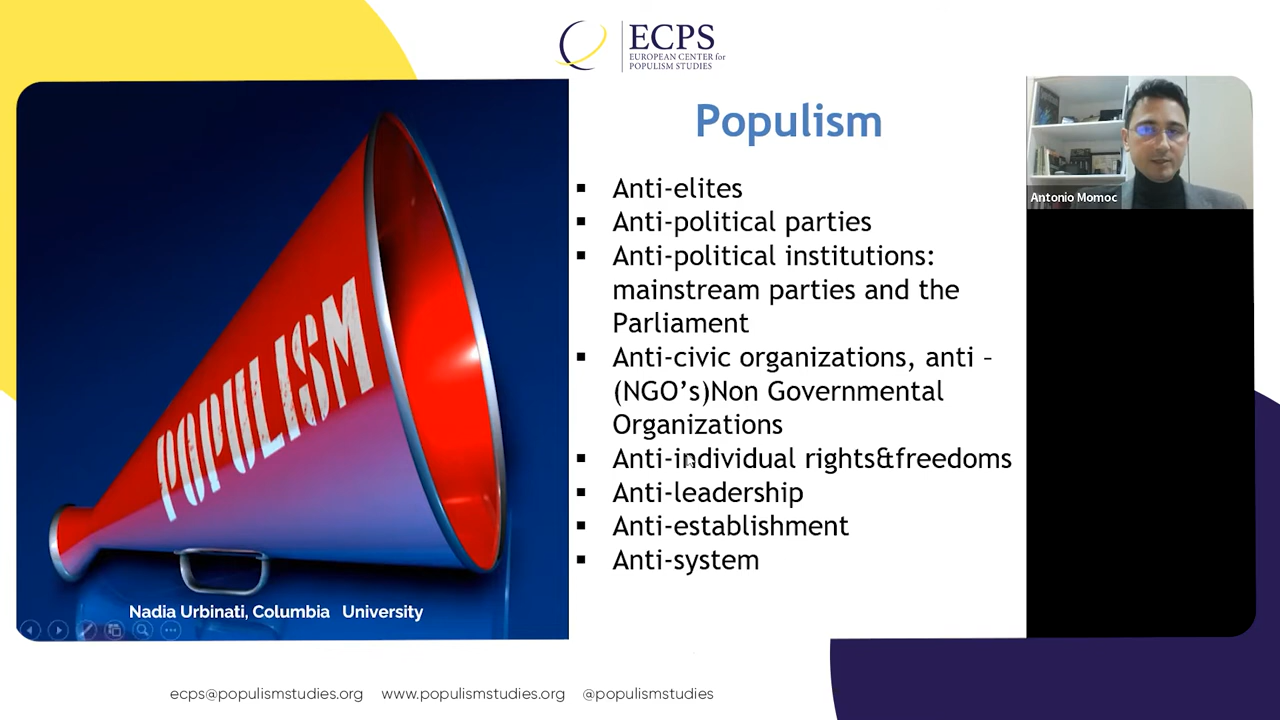 ECPS
EUROPEAN CENTER for
POPULISM STUDIES
POPULISM
Nadia Urbinati, Columbia University
Populism
▪ Anti-elites
▪ Anti-political parties
▪ Anti-political institutions:
mainstream parties and the
Parliament
▪ Anti-civic organizations, anti –
(NGO’s)Non Governmental
Organizations
▪ Anti-individual rights&freedoms
▪ Anti-leadership
▪ Anti-establishment
▪ Anti-system
Antonio Momoc
ecps@populismstudies.org www.populismstudies.org @populismstudies